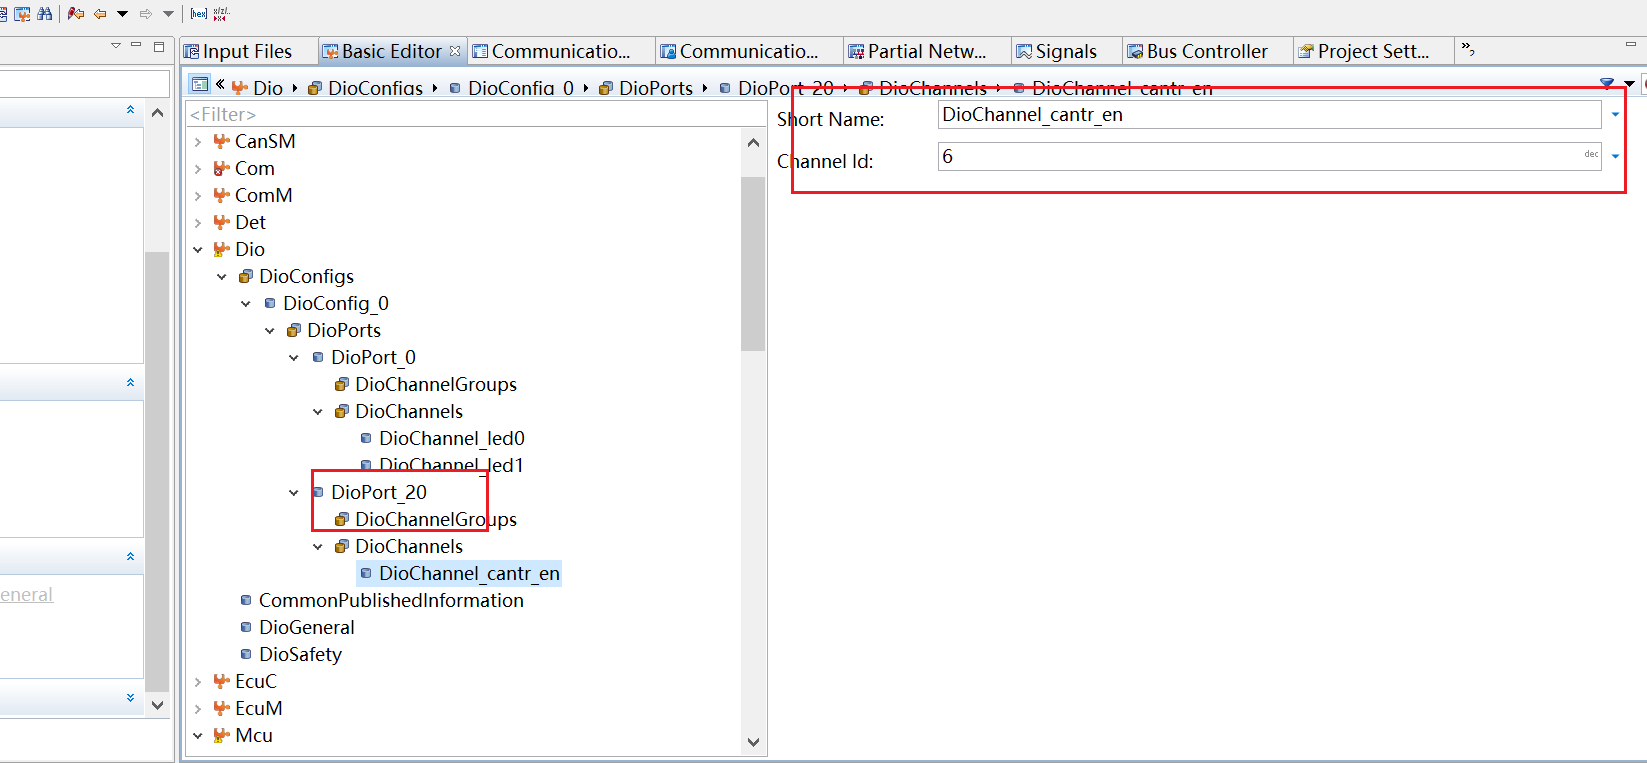 [hex]
Input Files
Basic Editor
Communicatio...
Communicatio...
Partial Netw...
Signals
Bus Controller
Project Sett...
»2
« Dio
DioConfigs
DioConfig_0
DioPorts
DioPort_20
DioChannels
DioChannel_cantr_en
<Filter>
Short Name:
DioChannel_cantr_en
Channel Id:
6
dec
CanSM
Com
ComM
Det
Dio
DioConfigs
DioConfig_0
DioPorts
DioPort_0
DioChannelGroups
DioChannels
DioChannel_led0
DioChannel_led1
DioPort_20
DioChannelGroups
DioChannels
DioChannel_cantr_en
eneral
CommonPublishedInformation
DioGeneral
DioSafety
EcuC
EcuM
Mcu